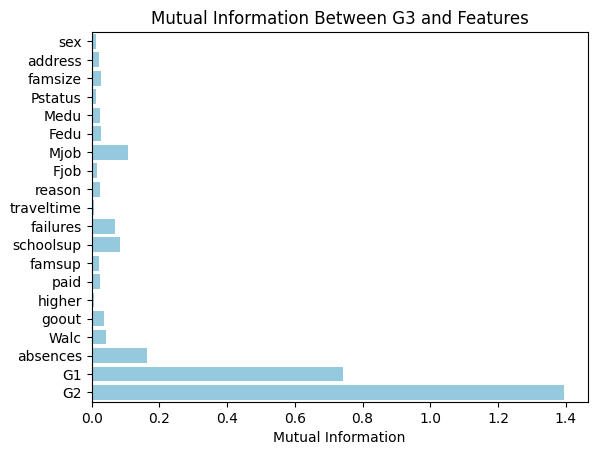 Mutual Information Between G3 and Features
sex
address
famsize
Pstatus
Medu
Fedu
Mjob
Fjob
reason
traveltime
failures
schoolsup
famsup
paid
higher
goout
Walc
absences
G1
G2
0.0 0.2 0.4 0.6 0.8 1.0 1.2 1.4
Mutual Information